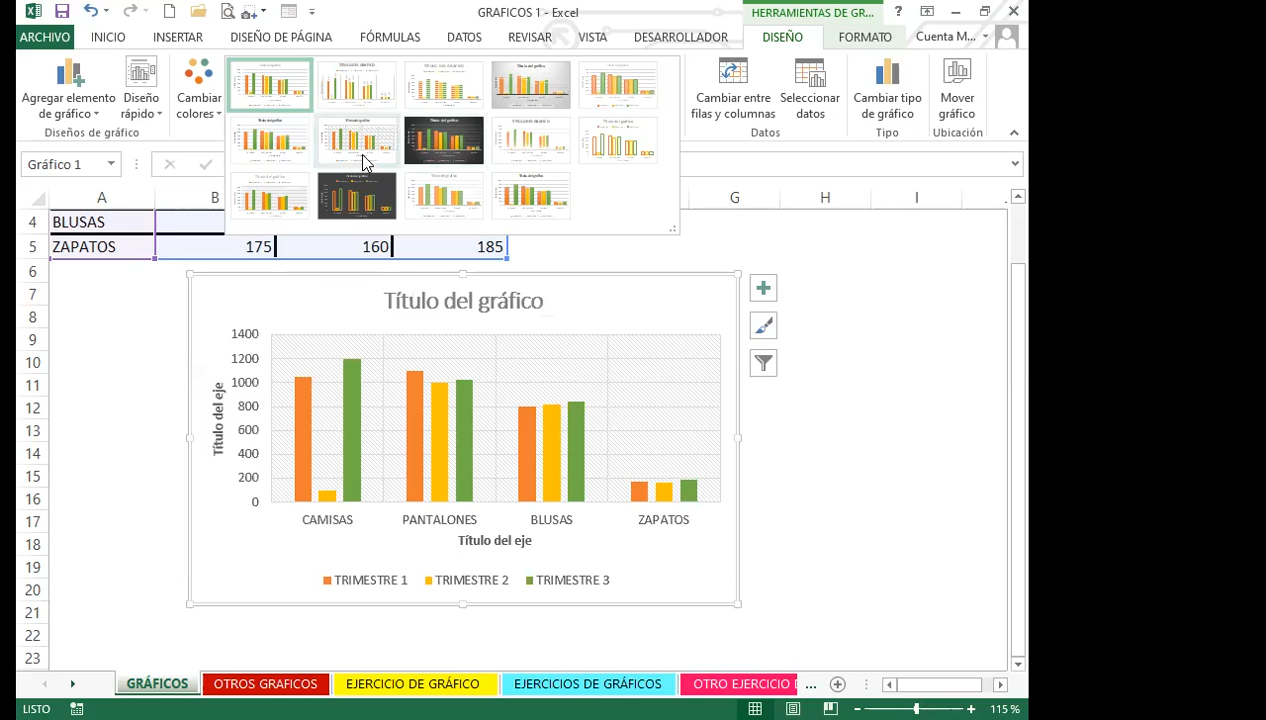 GRAFICOS 1 - Excel
HERRAMIENTAS DE GR...
ARCHIVO
INICIO
INSERTAR
DISEÑO DE PÁGINA
FÓRMULAS
DATOS
REVISAR
VISTA
DESARROLLADOR
DISEÑO
FORMATO
Cuenta M...
Agregar elemento de gráfico
Diseño rápido
Cambiar colores
Cambiar entre filas y columnas
Seleccionar datos
Cambiar tipo de gráfico
Mover gráfico
Diseños de gráfico
Datos
Tipo
Ubicación
Gráfico 1
A B G H I
4 BLUSAS
5 ZAPATOS 175 160 185
6
7
8
9
10
11
12
13
14
15
16
17
18
19
20
21
22
23
Título del gráfico
Título del eje
1400
1200
1000
800
600
400
200
0
CAMISAS PANTALONES BLUSAS ZAPATOS
Título del eje
TRIMESTRE 1 TRIMESTRE 2 TRIMESTRE 3
GRÁFICOS
OTROS GRAFICOS
EJERCICIO DE GRÁFICO
EJERCICIOS DE GRÁFICOS
OTRO EJERCICIO
...
LISTO
115 %